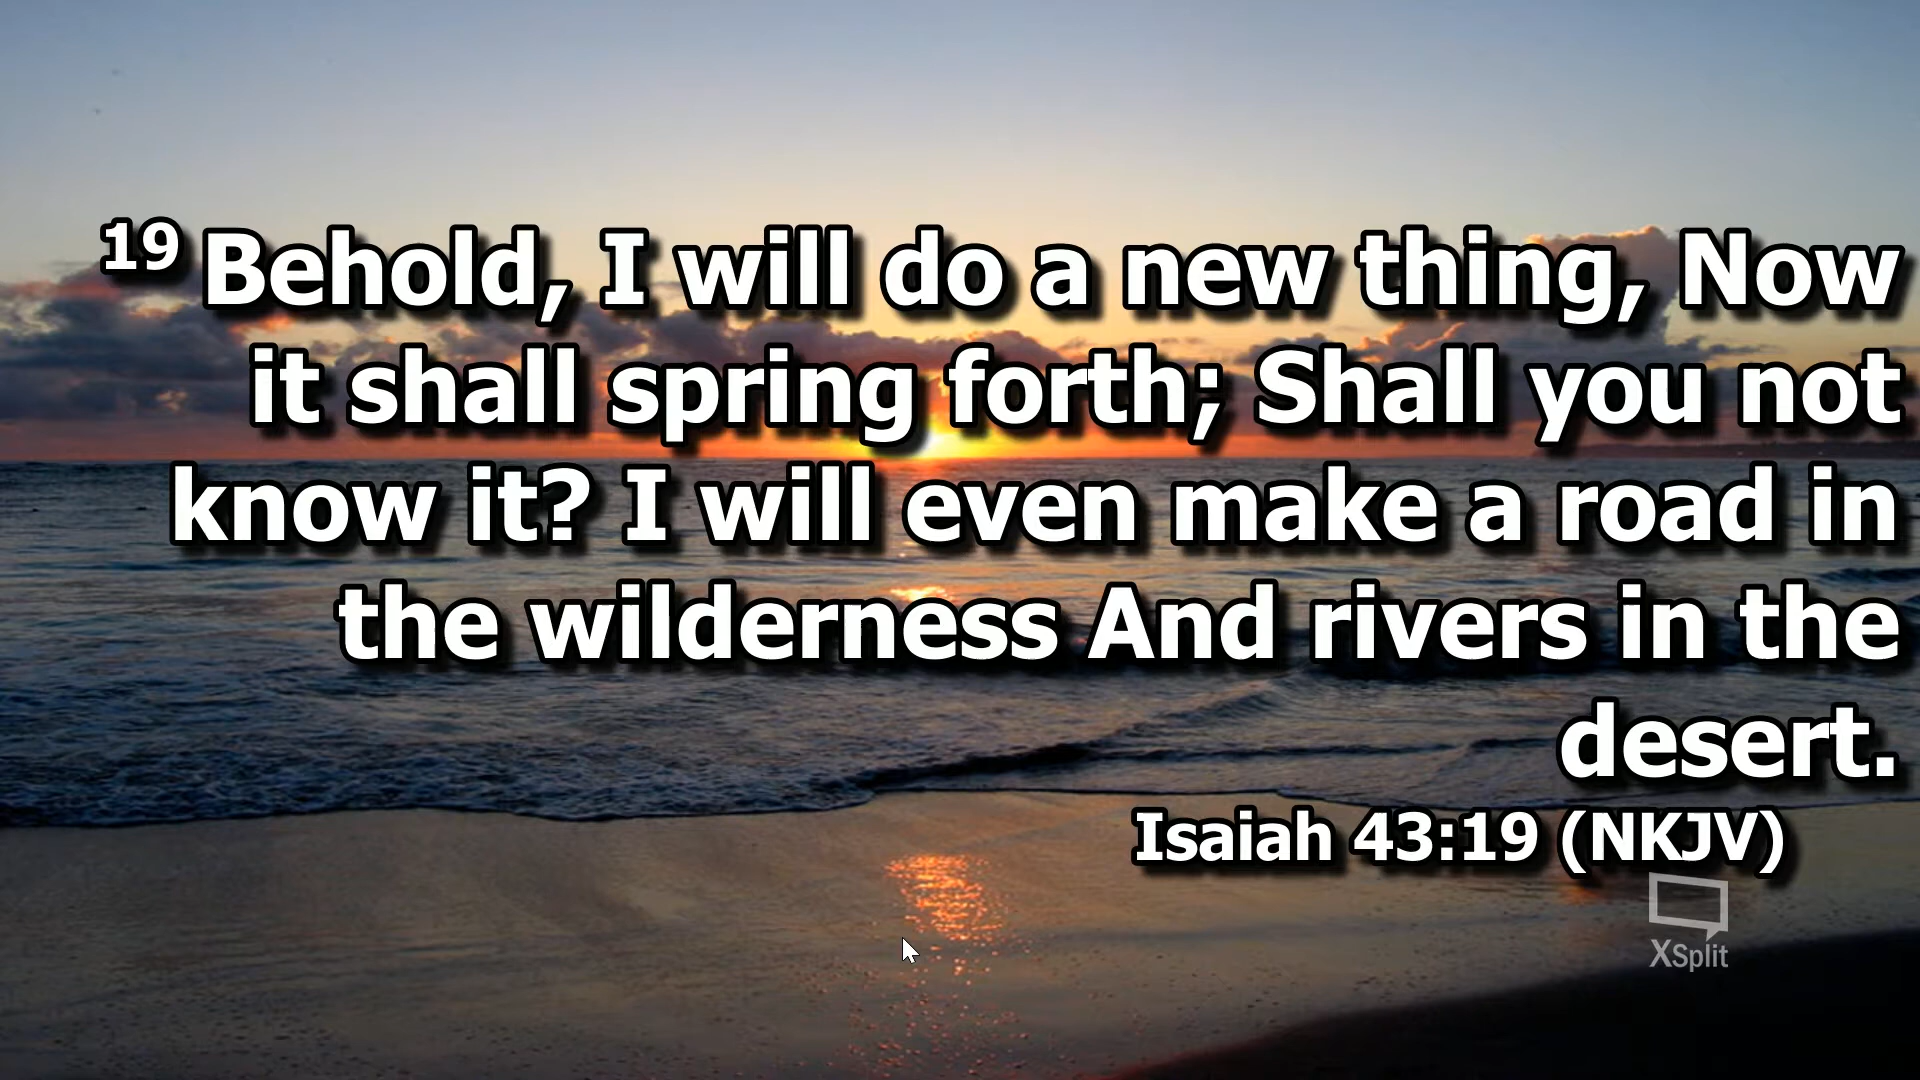 19 Behold, I will do a new thing, Now
it shall spring forth; Shall you not
know it? I will even make a road in
the wilderness And rivers in the
desert.
Isaiah 43:19 (NKJV)
XSplit